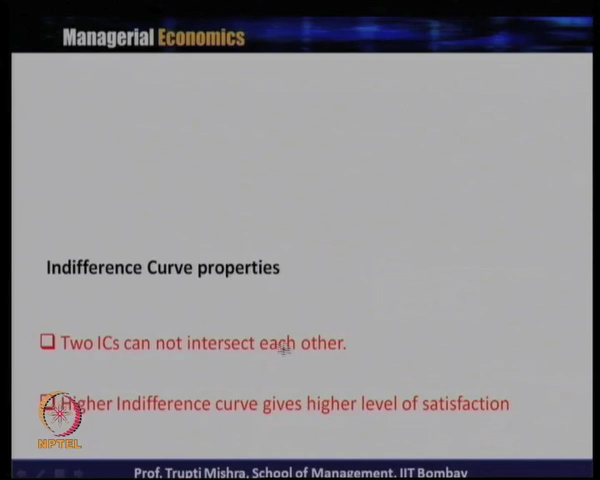 Managerial Economics
Indifference Curve properties
Two ICs can not intersect each other.
Higher Indifference curve gives higher level of satisfaction
NPTEL
Prof. Trupti Mishra, School of Management, IIT Bombay